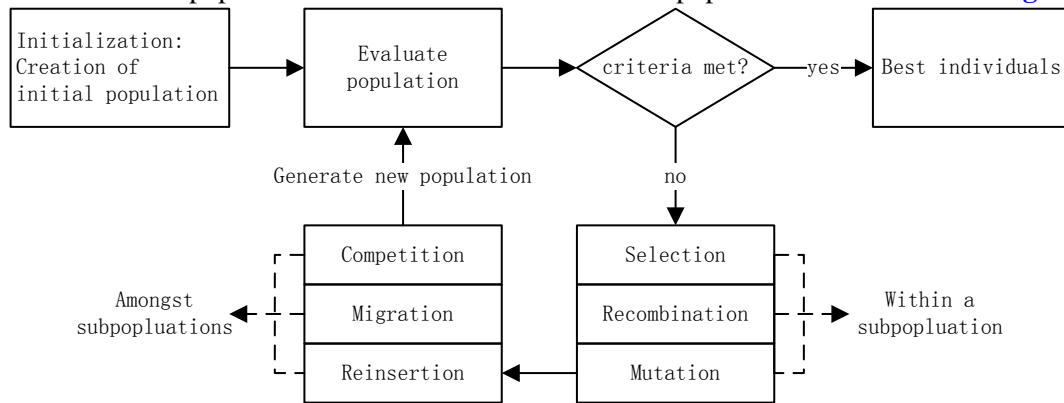 Initialization:
Creation of
initial population
Evaluate
population
criteria met?
yes
Best individuals
Generate new population
no
Competition
Migration
Reinsertion
Selection
Recombination
Mutation
Amongst
subpopluations
Within a
subpopluation